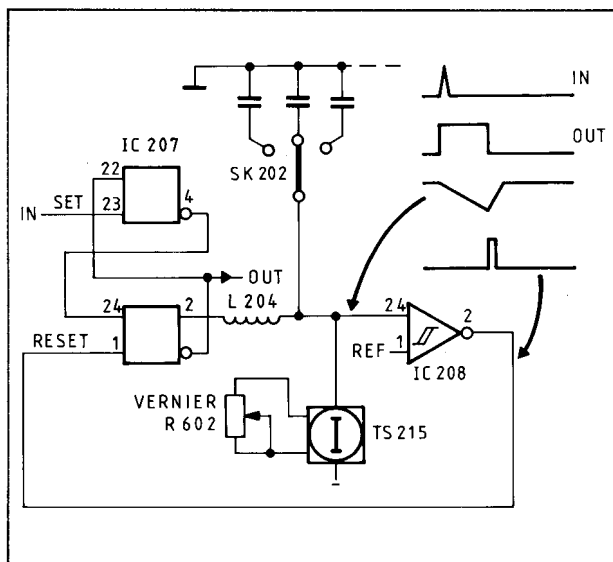 IN
IC 207
OUT
22
4
SK 202
SET
IN
23
OUT
24
2
L 204
24
2
RESET
1
REF
1
IC 208
VERNIER
R 602
I
TS 215